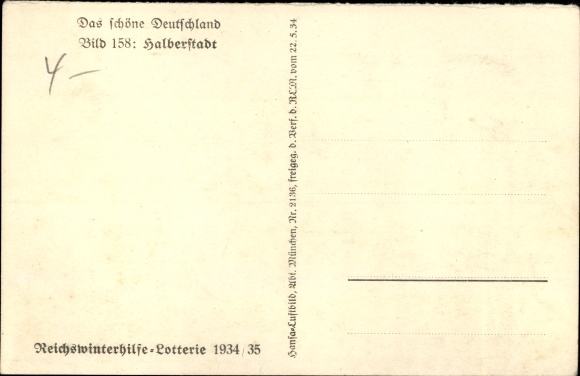 Das schöne Deutschland
Bild 158: Halberstadt
4 –
Hansa-Luftbild, Abt. München, Nr. 2136, freigeg. d. Verf. d. RLM. vom 22. 5. 34
Reichswinterhilfe-Lotterie 1934/35